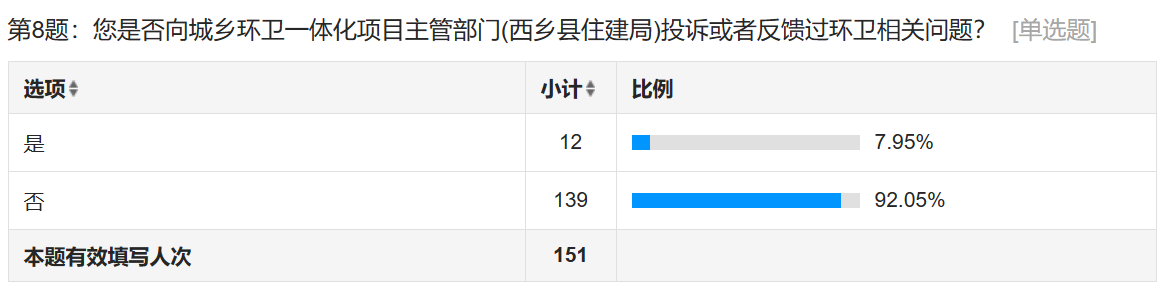 第8题：您是否向城乡环卫一体化项目主管部门(西乡县住建局)投诉或者反馈过环卫相关问题？ [单选题]
选项 小计 比例
是 12 7.95%
否 139 92.05%
本题有效填写人次 151